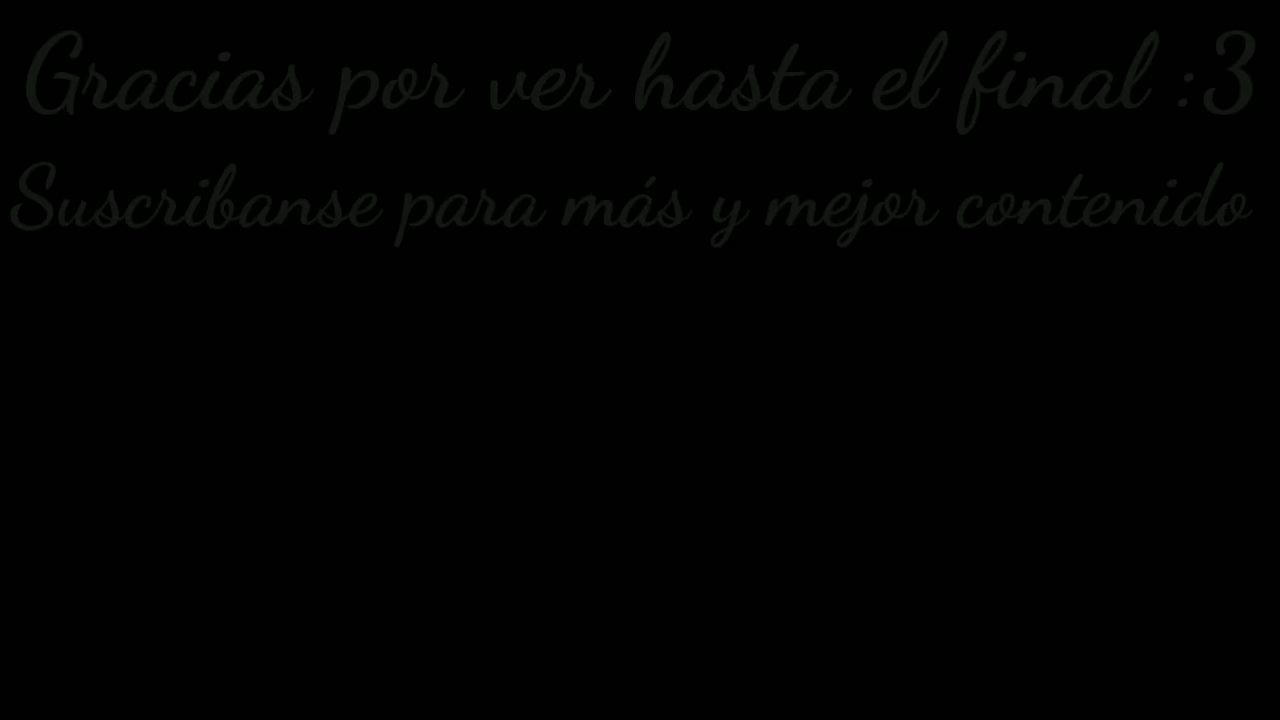 Gracias por ver hasta el final :3
Suscribanse para más y mejor contenido